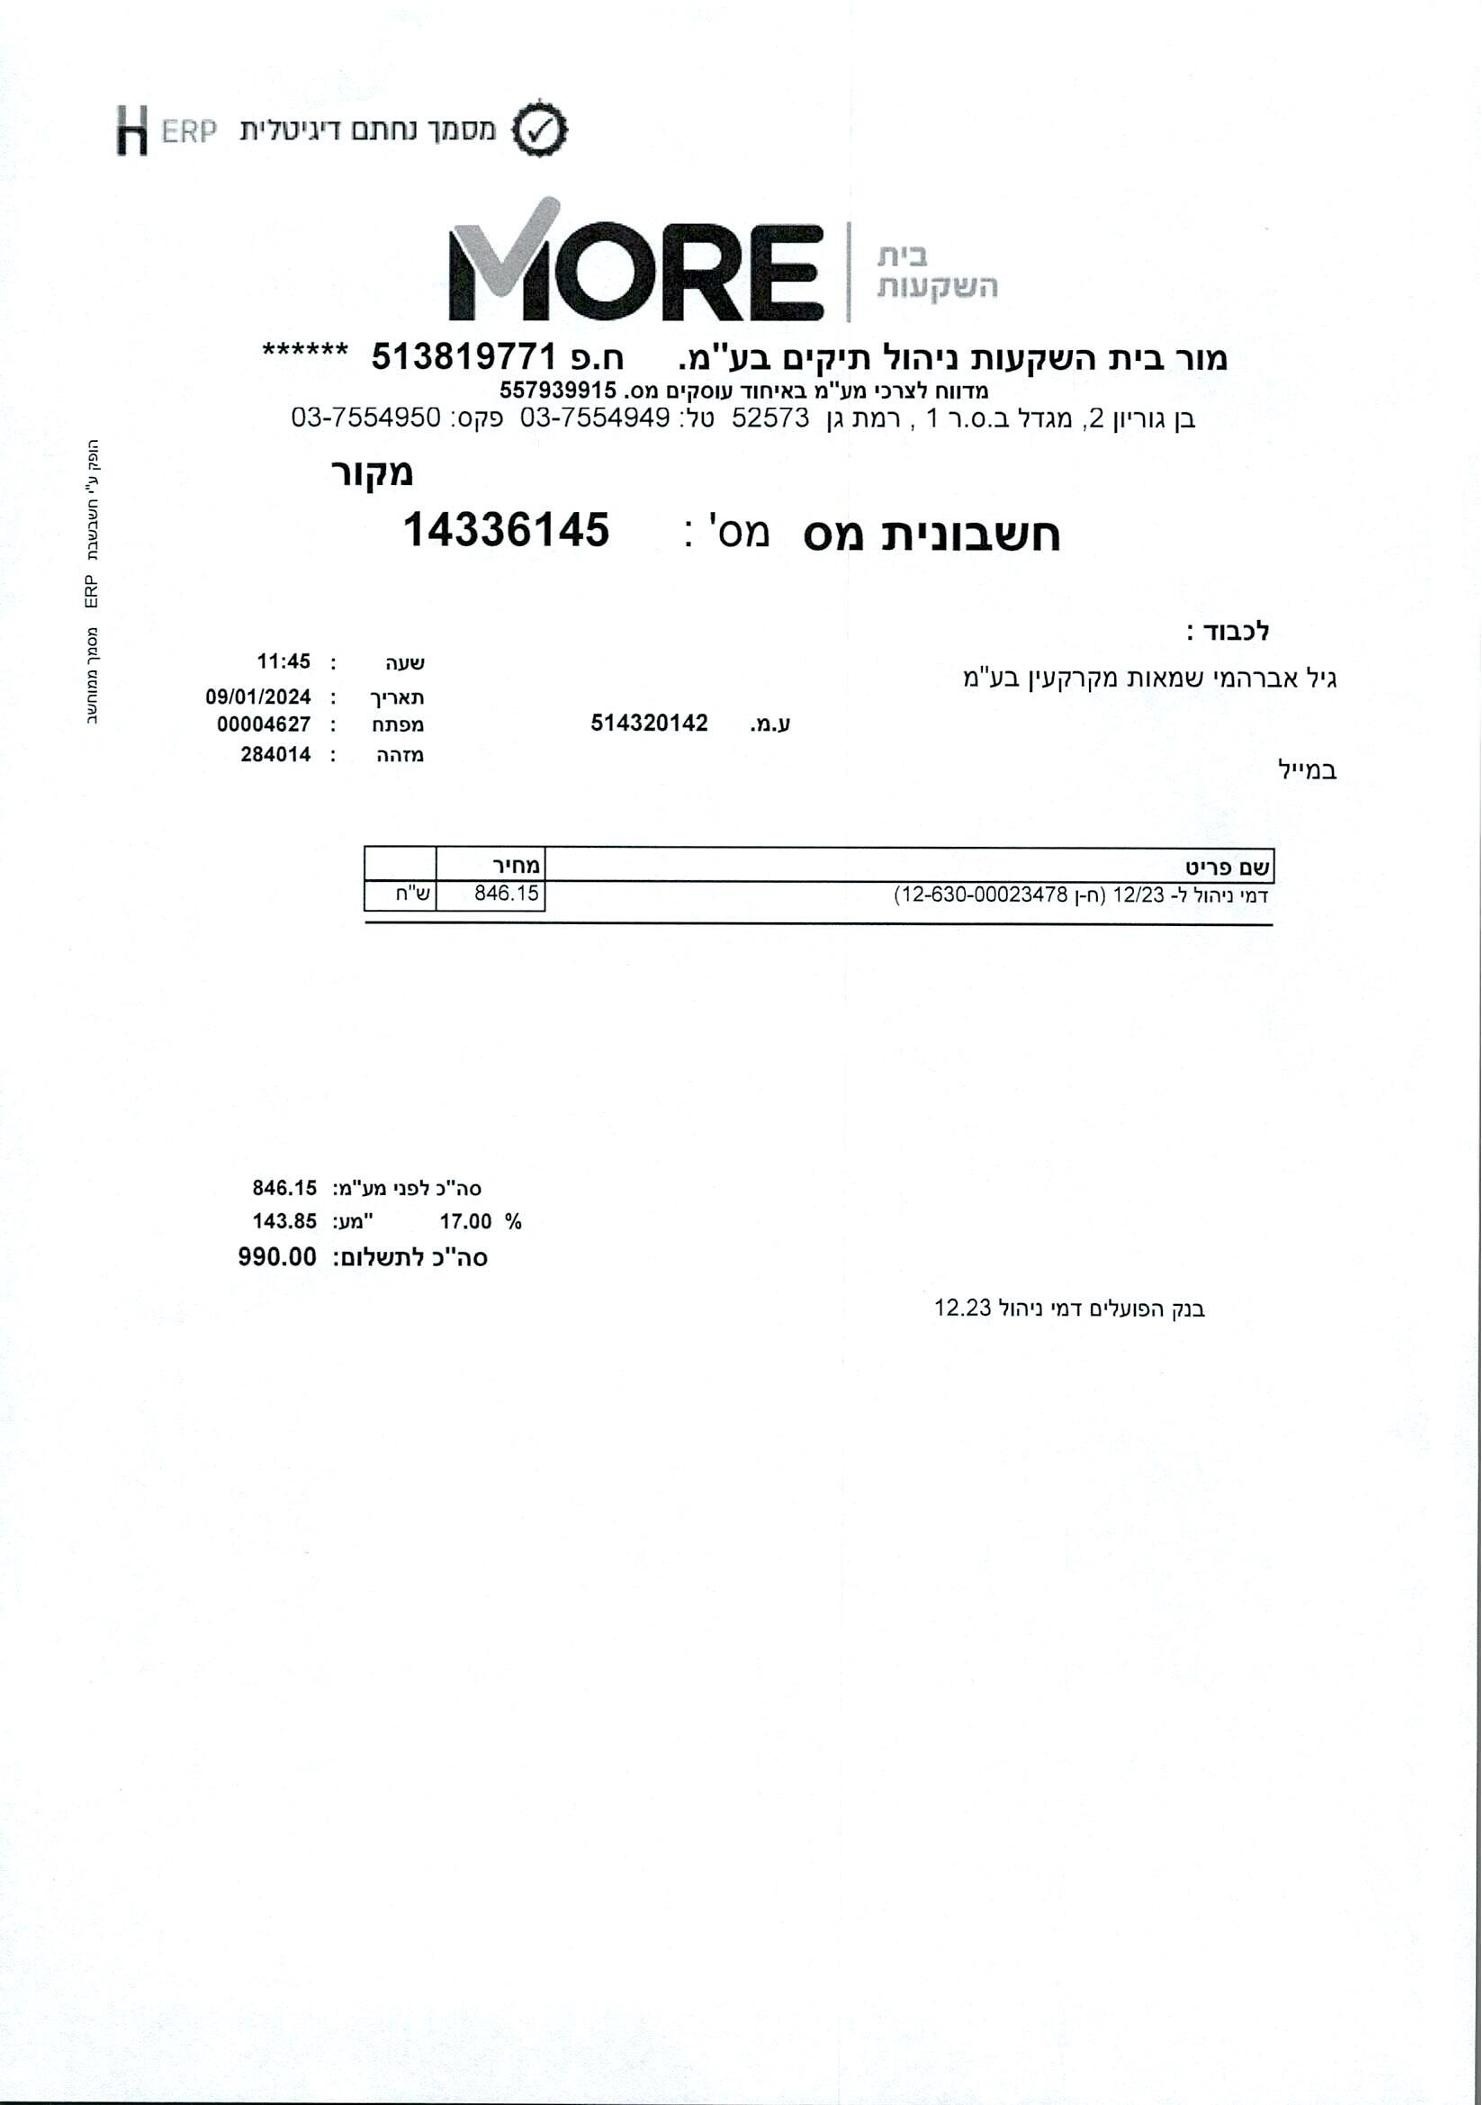 מסמך נחתם דיגיטלית ERP H
MORE בית השקעות
מור בית השקעות ניהול תיקים בע"מ. ח.פ 513819771 ******
מדווח לצרכי מע"מ באיחוד עוסקים מס. 557939915
בן גוריון 2, מגדל ב.ס.ר 1 , רמת גן 52573 טל: 03-7554949 פקס: 03-7554950
מקור
חשבונית מס מס' : 14336145
לכבוד :
גיל אברהמי שמאות מקרקעין בע"מ
ע.מ. 514320142
במייל
שעה : 11:45
תאריך : 09/01/2024
מפתח : 00004627
מזהה : 284014
שם פריט מחיר
דמי ניהול ל- 12/23 (ח-ן 12-630-00023478) 846.15 ש"ח
סה"כ לפני מע"מ: 846.15
% 17.00 "מע: 143.85
סה"כ לתשלום: 990.00
בנק הפועלים דמי ניהול 12.23
הופק ע"י חשבשבת ERP מסמך ממוחשב